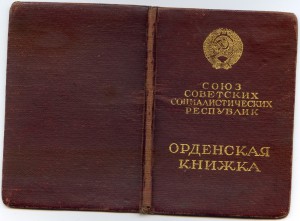 СОЮЗ
СОВЕТСКИХ
СОЦИАЛИСТИЧЕСКИХ
РЕСПУБЛИК
ОРДЕНСКАЯ
КНИЖКА